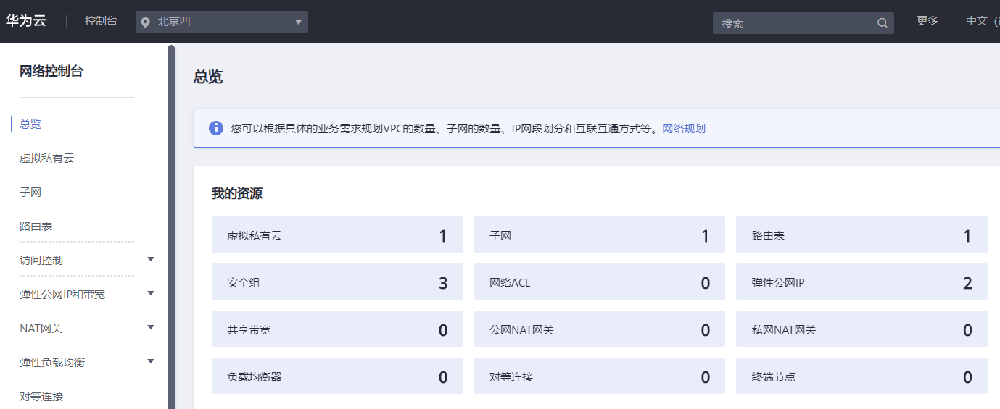 华为云 控制台 北京四 搜索 更多 中文
网络控制台
总览
虚拟私有云
子网
路由表
访问控制
弹性公网IP和带宽
NAT网关
弹性负载均衡
对等连接
总览
您可以根据具体的业务需求规划VPC的数量、子网的数量、IP网段划分和互联互通方式等。网络规划
我的资源
虚拟私有云 1 子网 1 路由表 1
安全组 3 网络ACL 0 弹性公网IP 2
共享带宽 0 公网NAT网关 0 私网NAT网关 0
负载均衡器 0 对等连接 0 终端节点 0